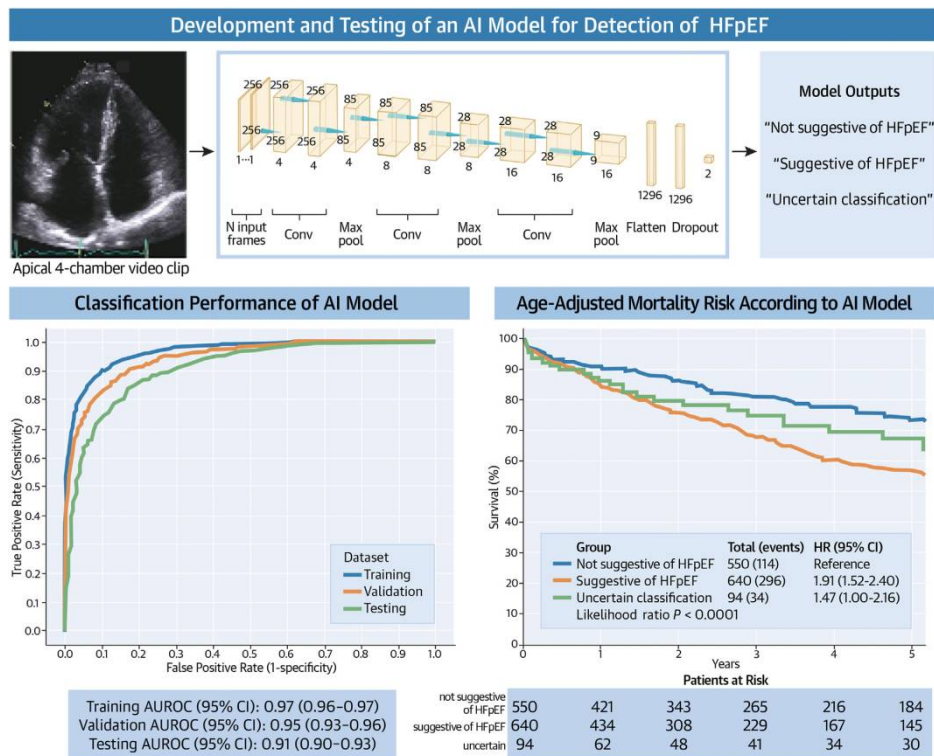 Development and Testing of an AI Model for Detection of HFpEF
Apical 4-chamber video clip
256 256 256
85 85 85
28 28 28
9
256 256 256
85 85 85
28 28 28
9
1...1 4 4 4 8 8 8 16 16 16
1296 1296 2
N input
frames
Conv
Max
pool
Conv
Max
pool
Conv
Max
pool
Flatten
Dropout
Model Outputs
"Not suggestive of HFpEF"
"Suggestive of HFpEF"
"Uncertain classification"
Classification Performance of AI Model
True Positive Rate (Sensitivity)
1.0
0.9
0.8
0.7
0.6
0.5
0.4
0.3
0.2
0.1
0.0
Dataset
Training
Validation
Testing
0.0 0.1 0.2 0.3 0.4 0.5 0.6 0.7 0.8 0.9 1.0
False Positive Rate (1-specificity)
Training AUROC (95% CI): 0.97 (0.96-0.97)
Validation AUROC (95% CI): 0.95 (0.93-0.96)
Testing AUROC (95% CI): 0.91 (0.90-0.93)
Age-Adjusted Mortality Risk According to AI Model
Survival (%)
100
90
80
70
60
50
40
30
20
10
0
Group Total (events) HR (95% CI)
Not suggestive of HFpEF 550 (114) Reference
Suggestive of HFpEF 640 (296) 1.91 (1.52-2.40)
Uncertain classification 94 (34) 1.47 (1.00-2.16)
Likelihood ratio P < 0.0001
0 1 2 3 4 5
Years
Patients at Risk
not suggestive
of HFpEF 550 421 343 265 216 184
suggestive of HFpEF 640 434 308 229 167 145
uncertain 94 62 48 41 34 30